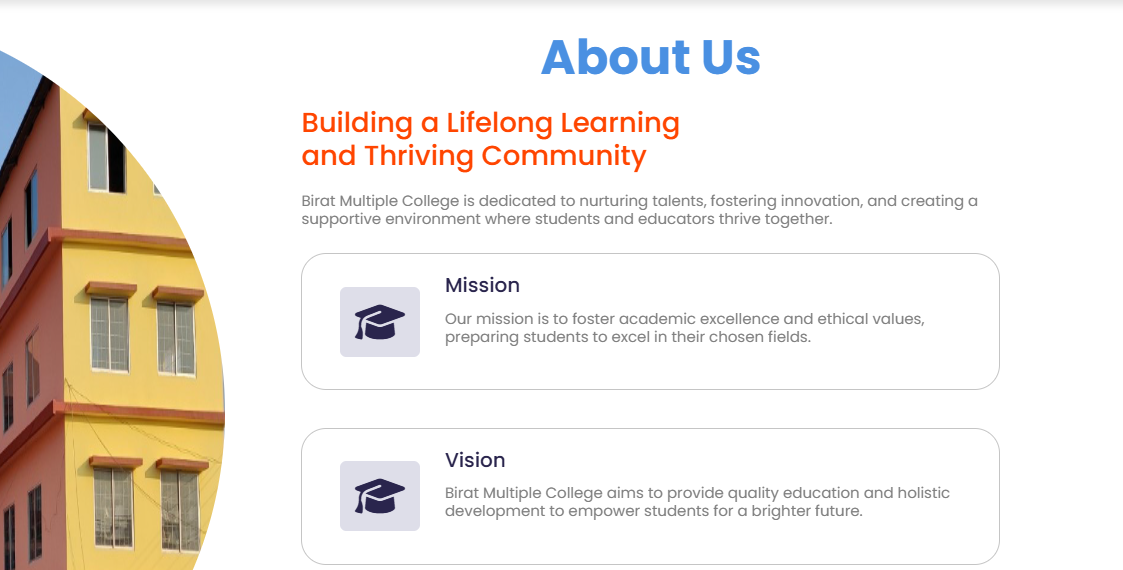 About Us
Building a Lifelong Learning
and Thriving Community
Birat Multiple College is dedicated to nurturing talents, fostering innovation, and creating a
supportive environment where students and educators thrive together.
Mission
Our mission is to foster academic excellence and ethical values,
preparing students to excel in their chosen fields.
Vision
Birat Multiple College aims to provide quality education and holistic
development to empower students for a brighter future.